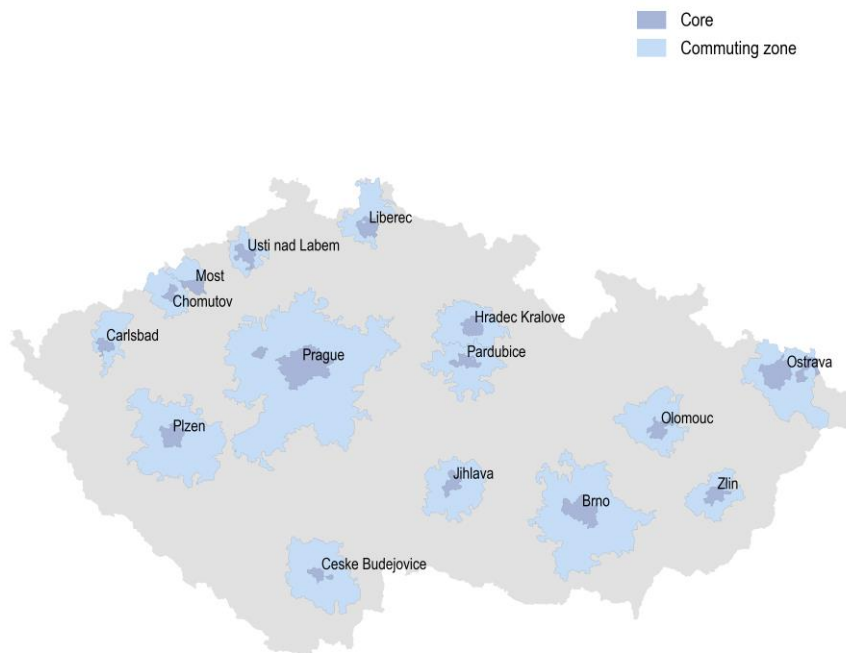 Core
Commuting zone
Liberec
Usti nad Labem
Most
Chomutov
Carlsbad
Hradec Kralove
Prague
Pardubice
Ostrava
Plzen
Olomouc
Jihlava
Zlin
Brno
Ceske Budejovice